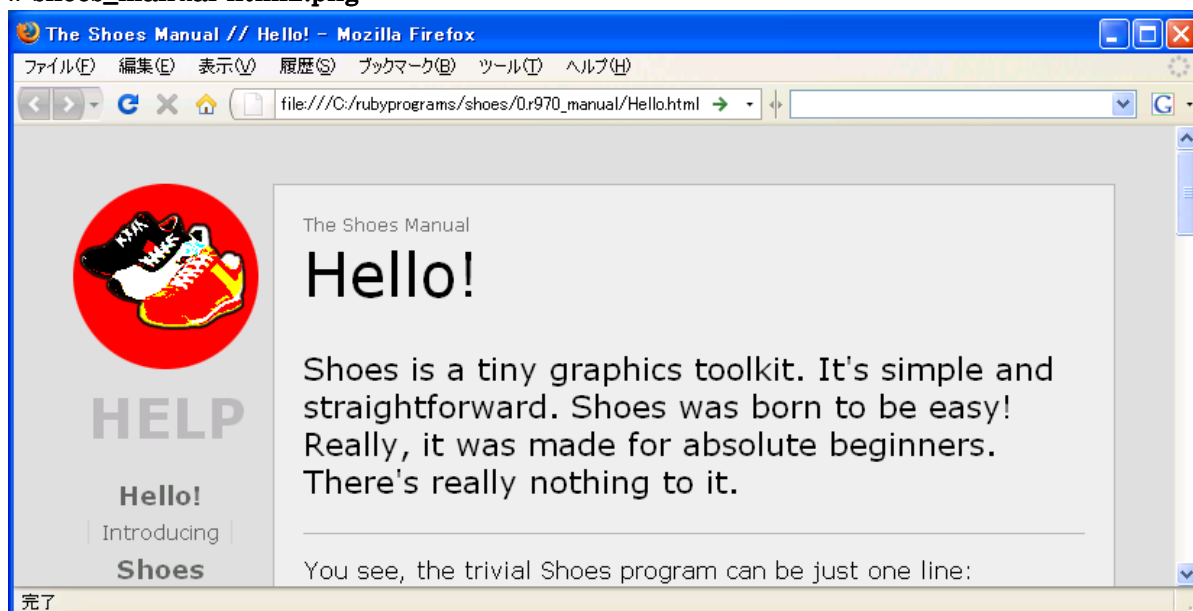 # shoes_manual-html2.png
The Shoes Manual // Hello! - Mozilla Firefox
ファイル(F) 編集(E) 表示(V) 履歴(S) ブックマーク(B) ツール(T) ヘルプ(H)
file:///C:/rubyprograms/shoes/0.r970_manual/Hello.html
G
The Shoes Manual
Hello!
Shoes is a tiny graphics toolkit. It's simple and
straightforward. Shoes was born to be easy!
Really, it was made for absolute beginners.
There's really nothing to it.
You see, the trivial Shoes program can be just one line:
HELP
Hello!
Introducing
Shoes
完了